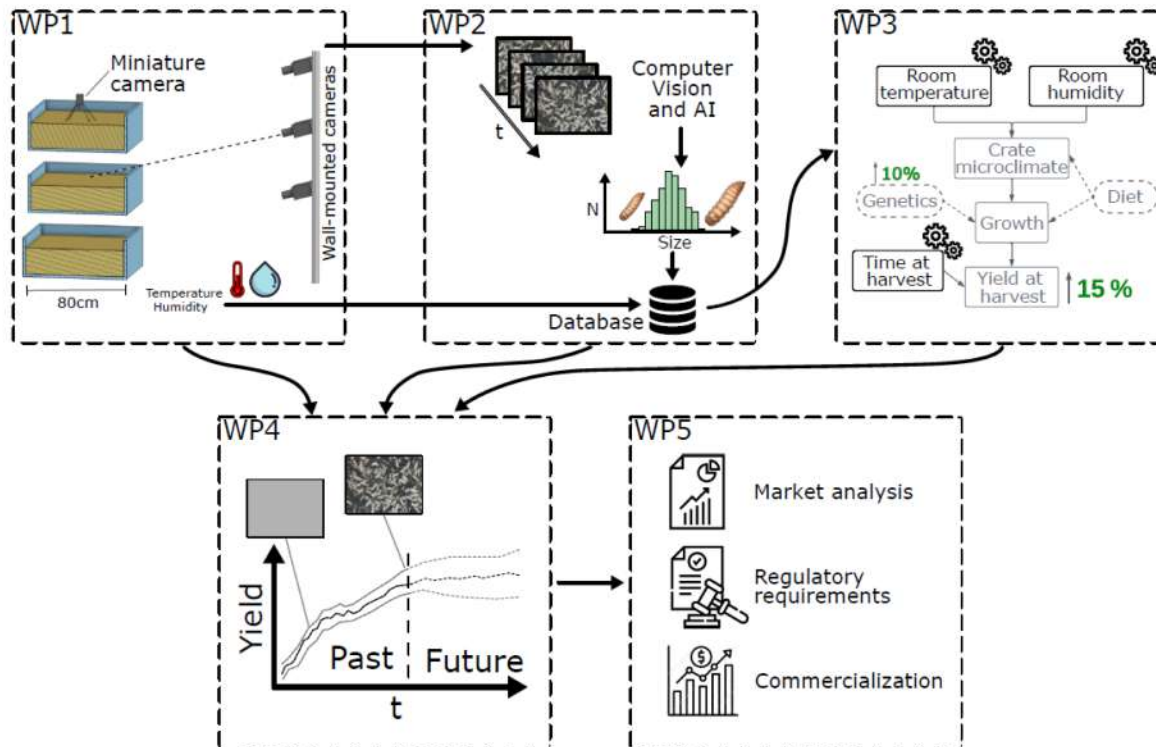 WP1
Miniature
camera
Wall-mounted cameras
80cm
Temperature
Humidity
WP2
t
Computer
Vision
and AI
N
Size
Database
WP3
Room
temperature
Room
humidity
Crate
microclimate
10%
Genetics
Diet
Growth
Time at
harvest
Yield at
harvest
15 %
WP4
Yield
Past
Future
t
WP5
Market analysis
$
Regulatory
requirements
Commercialization